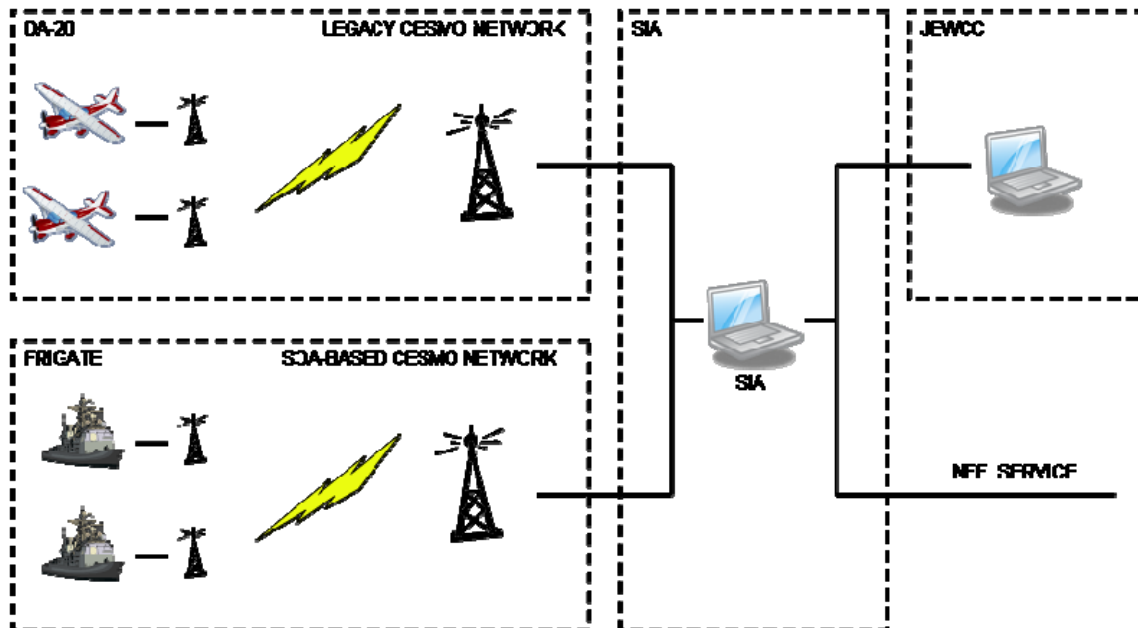 DA-20 LEGACY CESMO NETWORK
SIA
JEWCC
FRIGATE SOA-BASED CESMO NETWORK
SIA
NFF SERVICE